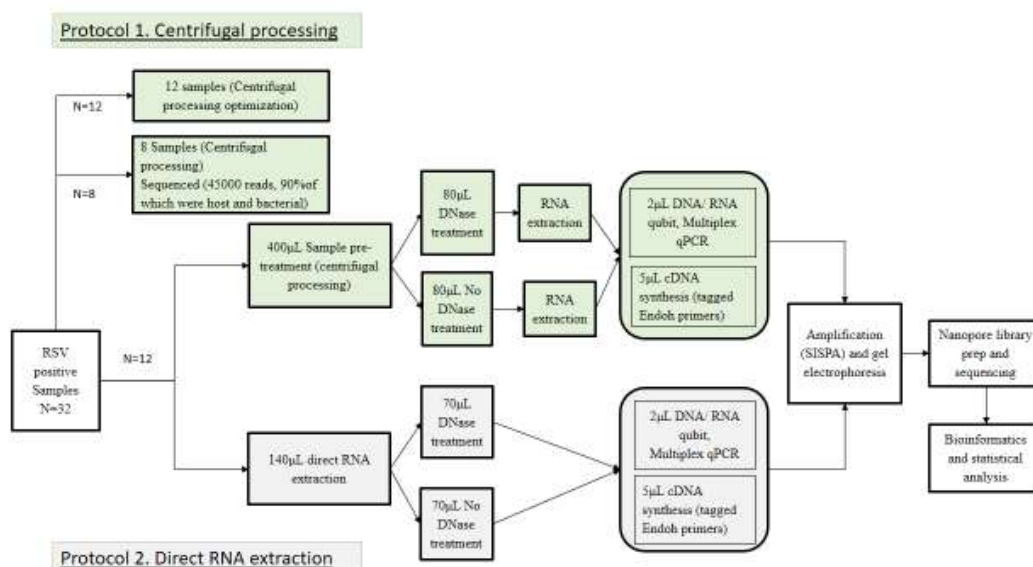 Protocol 1. Centrifugal processing
N=12
12 samples (Centrifugal
processing optimization)
N=8
8 Samples (Centrifugal
processing)
Sequenced (45000 reads, 90%of
which were host and bacterial)
RSV
positive
Samples
N=32
N=12
400µL Sample pre-
treatment (centrifugal
processing)
80µL
DNase
treatment
RNA
extraction
80µL No
DNase
treatment
RNA
extraction
2µL DNA/ RNA
qubit, Multiplex
qPCR
5µL cDNA
synthesis (tagged
Endoh primers)
140µL direct RNA
extraction
70µL
DNase
treatment
70µL No
DNase
treatment
2µL DNA/ RNA
qubit,
Multiplex qPCR
5µL cDNA
synthesis (tagged
Endoh primers)
Amplification
(SISPA) and gel
electrophoresis
Nanopore library
prep and
sequencing
Bioinformatics
and statistical
analysis
Protocol 2. Direct RNA extraction